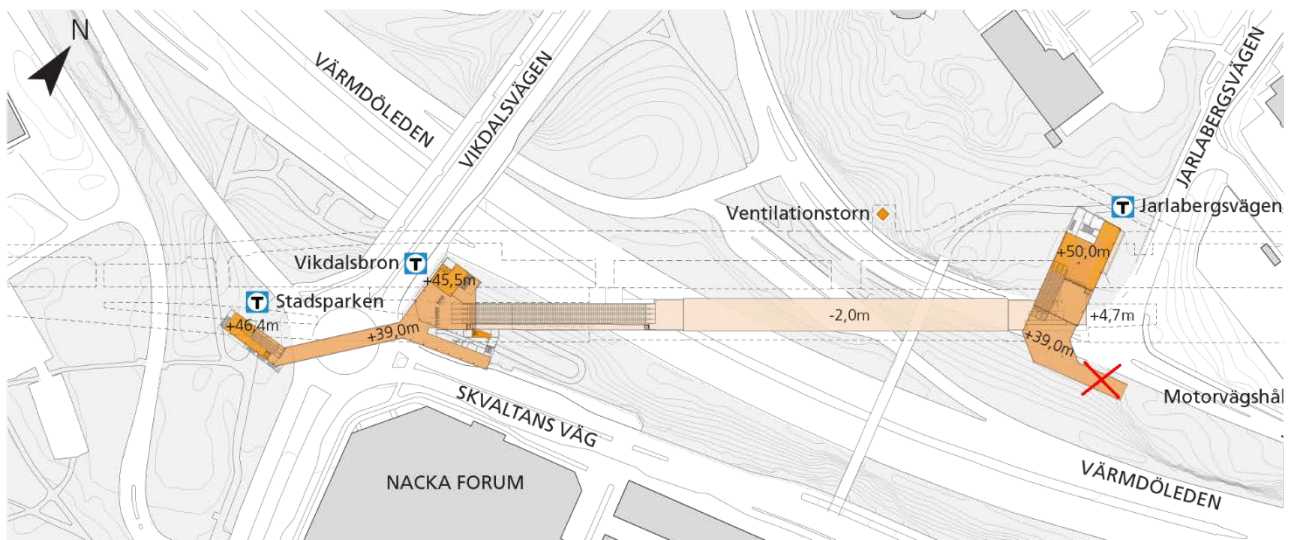 N
VÄRMDÖLEDEN
VIKDALSVÄGEN
JARLABERGSVÄGEN
Ventilationstorn
T Jarlabergsvägen
+50,0m
Vikdalsbron T
+45,5m
T Stadsparken
+46,4m
+39,0m
-2,0m
+4,7m
+39,0m
Motorvägshål
SKVALTANS VÄG
VÄRMDÖLEDEN
NACKA FORUM